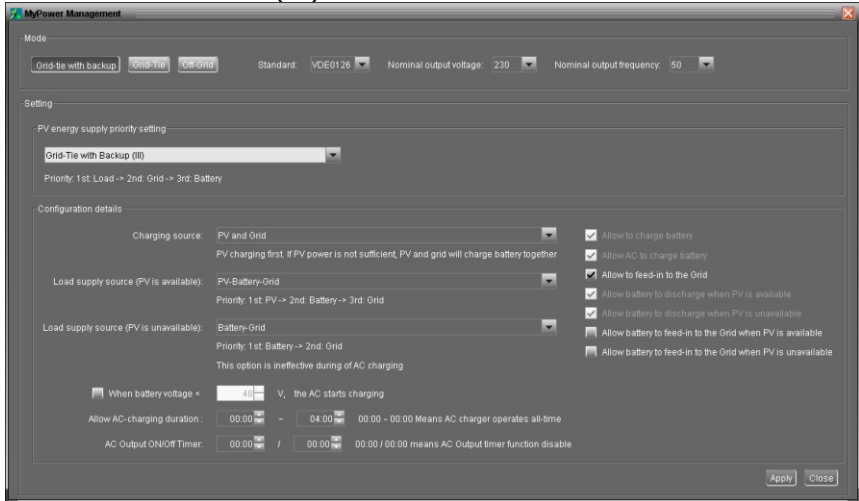 MyPower Management
Mode
Grid-tie with backup Grid-Tie Off-Grid Standard: VDE0126 Nominal output voltage: 230 Nominal output frequency: 50
Setting
PV energy supply priority setting
Grid-Tie with Backup (III)
Priority: 1st: Load -> 2nd: Grid -> 3rd: Battery
Configuration details
Charging source: PV and Grid
PV charging first. If PV power is not sufficient, PV and grid will charge battery together
Load supply source (PV is available): PV-Battery-Grid
Priority: 1st: PV -> 2nd: Battery -> 3rd: Grid
Load supply source (PV is unavailable): Battery-Grid
Priority: 1st: Battery -> 2nd: Grid
This option is ineffective during of AC charging
Allow to charge battery
Allow AC to charge battery
Allow to feed-in to the Grid
Allow battery to discharge when PV is available
Allow battery to discharge when PV is unavailable
Allow battery to feed-in to the Grid when PV is available
Allow battery to feed-in to the Grid when PV is unavailable
When battery voltage < 48 V, the AC starts charging
Allow AC-charging duration : 00:00 ~ 04:00 00:00 ~ 00:00 Means AC charger operates all-time
AC Output ON/Off Timer: 00:00 / 00:00 00:00 / 00:00 means AC Output timer function disable
Apply Close